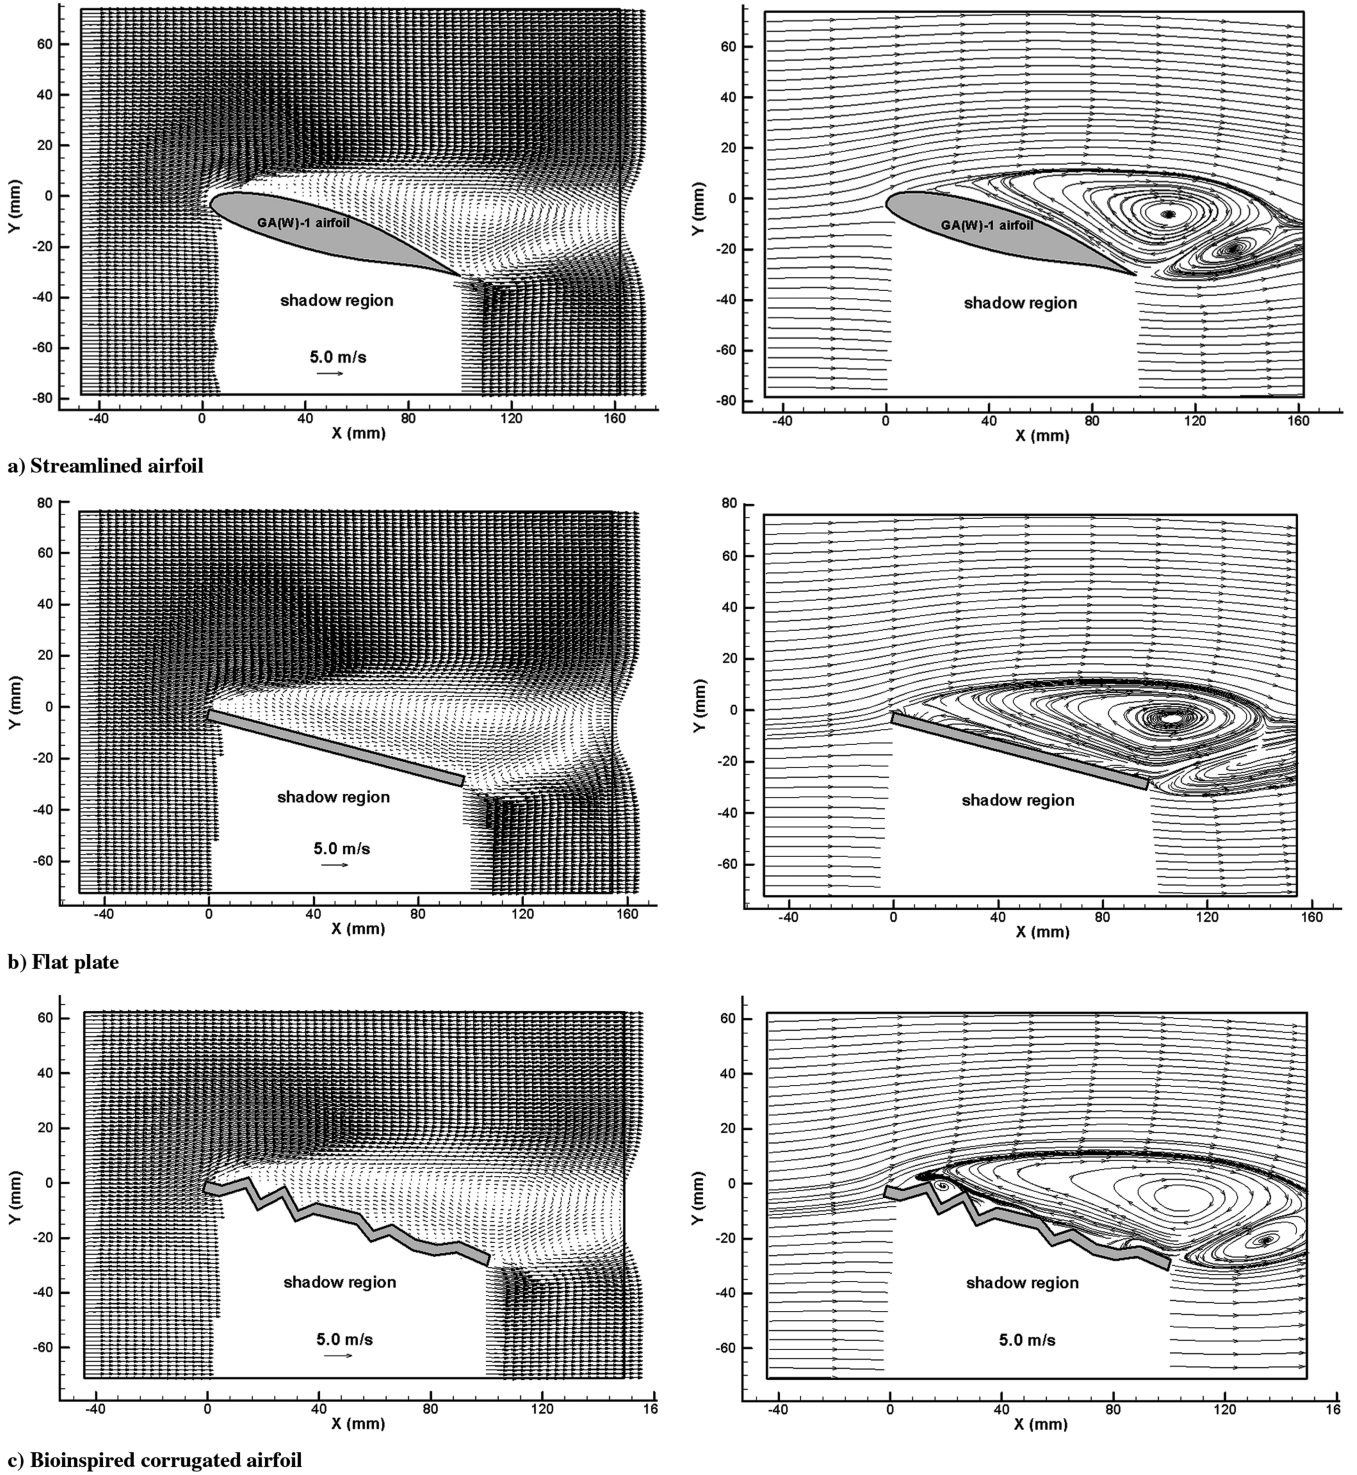 60
40
20
0
-20
-40
-60
-80
Y (mm)
GA(W)-1 airfoil
shadow region
5.0 m/s
-40 0 40 80 120 160
X (mm)
60
40
20
0
-20
-40
-60
-80
Y (mm)
GA(W)-1 airfoil
shadow region
-40 0 40 80 120 160
X (mm)
a) Streamlined airfoil
80
60
40
20
0
-20
-40
-60
Y (mm)
shadow region
5.0 m/s
-40 0 40 80 120 160
X (mm)
80
60
40
20
0
-20
-40
-60
Y (mm)
shadow region
-40 0 40 80 120 160
X (mm)
b) Flat plate
60
40
20
0
-20
-40
-60
Y (mm)
shadow region
5.0 m/s
-40 0 40 80 120 16
X (mm)
60
40
20
0
-20
-40
-60
Y (mm)
shadow region
5.0 m/s
-40 0 40 80 120 16
X (mm)
c) Bioinspired corrugated airfoil